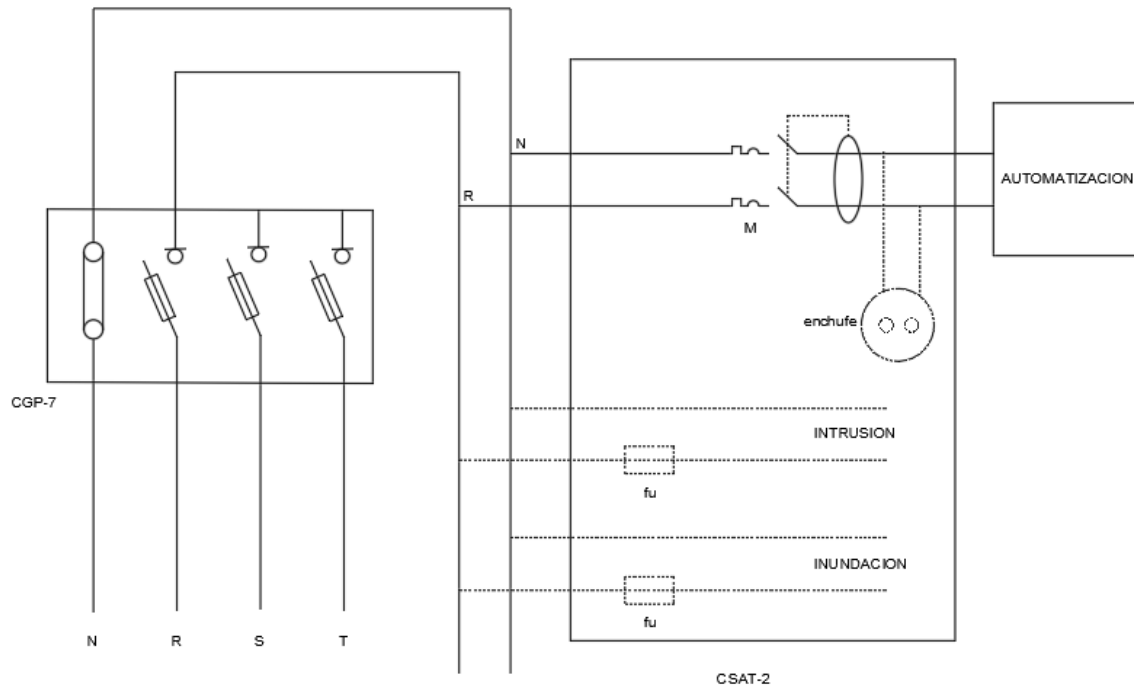 N
R
M
AUTOMATIZACION
enchufe
CGP-7
INTRUSION
fu
INUNDACION
fu
N R S T
CSAT-2